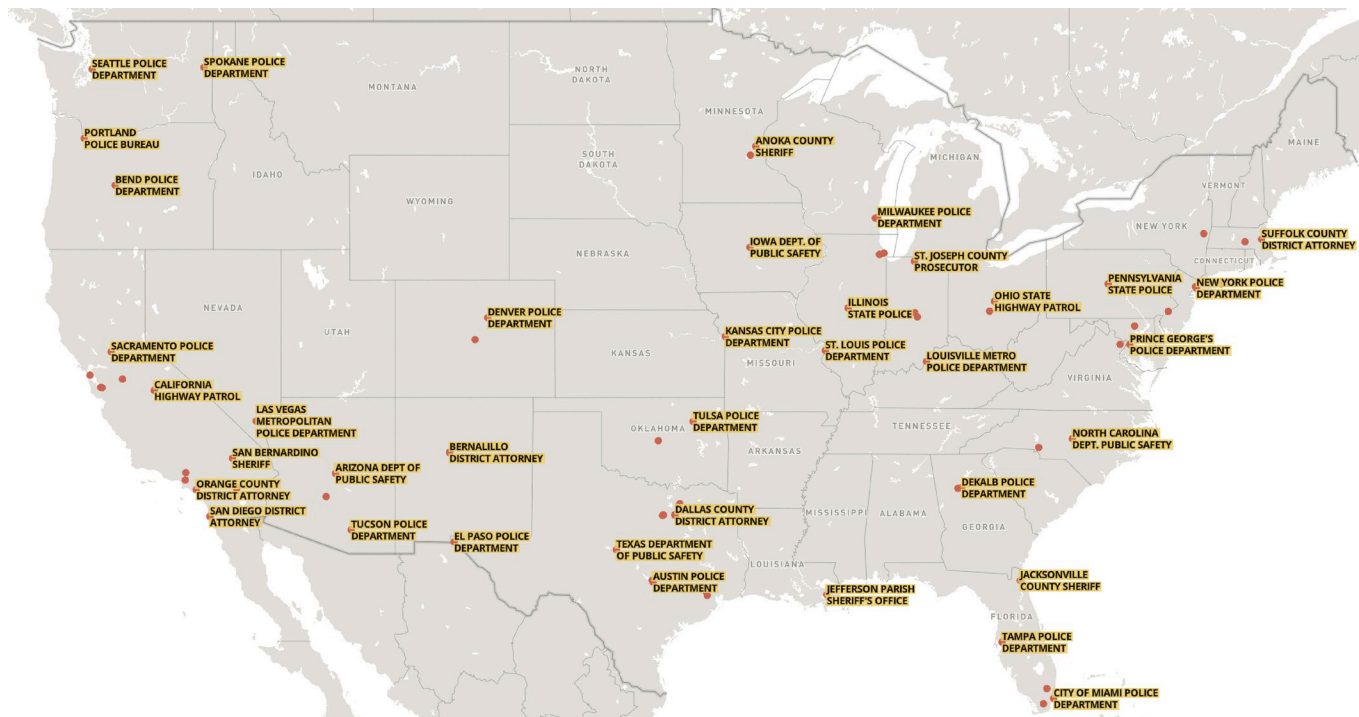 SEATTLE POLICE
DEPARTMENT
SPOKANE POLICE
DEPARTMENT
MONTANA
NORTH
DAKOTA
MINNESOTA
MAINE
PORTLAND
POLICE BUREAU
ANOKA COUNTY
SHERIFF
SOUTH
DAKOTA
MICHIGAN
BEND POLICE
DEPARTMENT
IDAHO
VERMONT
WYOMING
MILWAUKEE POLICE
DEPARTMENT
NEW YORK
SUFFOLK COUNTY
DISTRICT ATTORNEY
IOWA DEPT. OF
PUBLIC SAFETY
NEBRASKA
ST. JOSEPH COUNTY
PROSECUTOR
CONNECTICUT
PENNSYLVANIA
STATE POLICE
NEW YORK POLICE
DEPARTMENT
NEVADA
ILLINOIS
STATE POLICE
OHIO STATE
HIGHWAY PATROL
DENVER POLICE
DEPARTMENT
UTAH
KANSAS CITY POLICE
DEPARTMENT
PRINCE GEORGE'S
POLICE DEPARTMENT
SACRAMENTO POLICE
DEPARTMENT
KANSAS
ST. LOUIS POLICE
DEPARTMENT
MISSOURI
LOUISVILLE METRO
POLICE DEPARTMENT
VIRGINIA
CALIFORNIA
HIGHWAY PATROL
LAS VEGAS
METROPOLITAN
POLICE DEPARTMENT
TULSA POLICE
DEPARTMENT
OKLAHOMA
TENNESSEE
NORTH CAROLINA
DEPT. PUBLIC SAFETY
BERNALILLO
DISTRICT ATTORNEY
ARKANSAS
SAN BERNARDINO
SHERIFF
ARIZONA DEPT OF
PUBLIC SAFETY
DEKALB POLICE
DEPARTMENT
ORANGE COUNTY
DISTRICT ATTORNEY
SAN DIEGO DISTRICT
ATTORNEY
DALLAS COUNTY
DISTRICT ATTORNEY
MISSISSIPPI
ALABAMA
GEORGIA
TUCSON POLICE
DEPARTMENT
EL PASO POLICE
DEPARTMENT
TEXAS DEPARTMENT
OF PUBLIC SAFETY
LOUISIANA
AUSTIN POLICE
DEPARTMENT
JEFFERSON PARISH
SHERIFF'S OFFICE
JACKSONVILLE
COUNTY SHERIFF
FLORIDA
TAMPA POLICE
DEPARTMENT
CITY OF MIAMI POLICE
DEPARTMENT